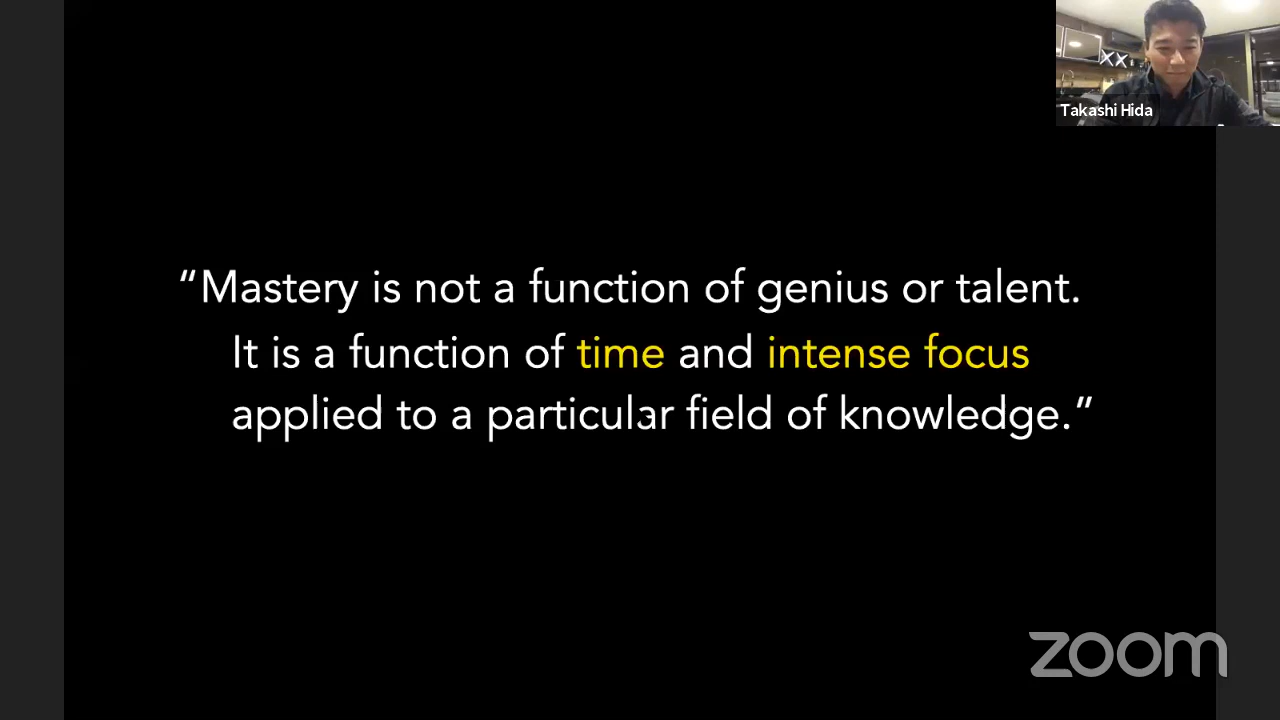 Takashi Hida
“Mastery is not a function of genius or talent.
It is a function of time and intense focus
applied to a particular field of knowledge.”
zoom